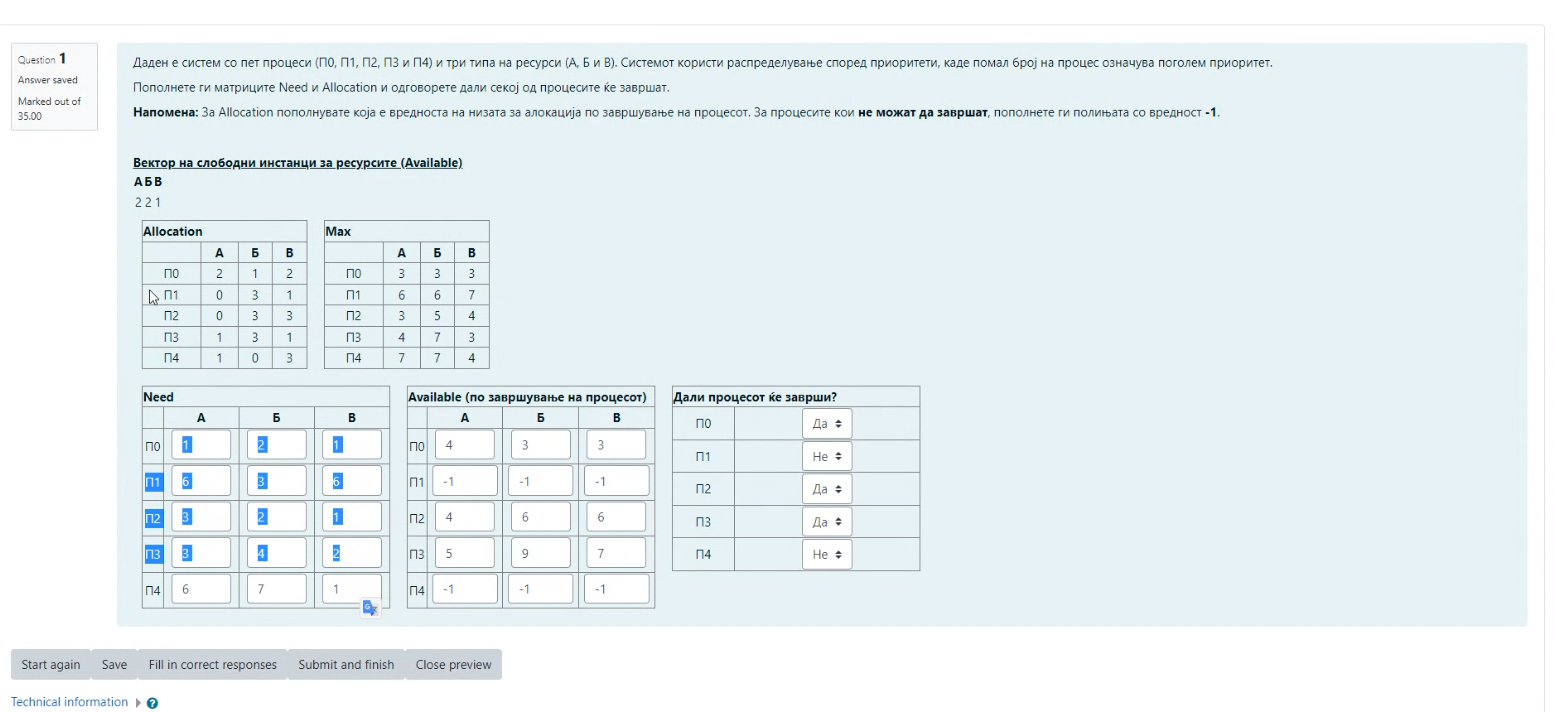 Question 1
Answer saved
Marked out of
35.00
Даден е систем со пет процеси (П0, П1, П2, П3 и П4) и три типа на ресурси (А, Б и В). Системот користи распределување според приоритети, каде помал број на процес означува поголем приоритет.
Пополнете ги матриците Need и Allocation и одговорете дали секој од процесите ќе завршат.
Напомена: За Allocation пополнувате која е вредноста на низата за алокација по завршување на процесот. За процесите кои не можат да завршат, пополнете ги полињата со вредност -1.
Вектор на слободни инстанци за ресурсите (Available)
А Б В
2 2 1
Allocation
А Б В
П0 2 1 2
П1 0 3 1
П2 0 3 3
П3 1 3 1
П4 1 0 3
Max
А Б В
П0 3 3 3
П1 6 6 7
П2 3 5 4
П3 4 7 3
П4 7 7 4
Need
А Б В
П0 1 2 1
П1 6 3 6
П2 3 2 1
П3 3 4 2
П4 6 7 1
Available (по завршување на процесот)
А Б В
П0 4 3 3
П1 -1 -1 -1
П2 4 6 6
П3 5 9 7
П4 -1 -1 -1
Дали процесот ќе заврши?
П0 Да
П1 Не
П2 Да
П3 Да
П4 Не
Start again Save Fill in correct responses Submit and finish Close preview
Technical information